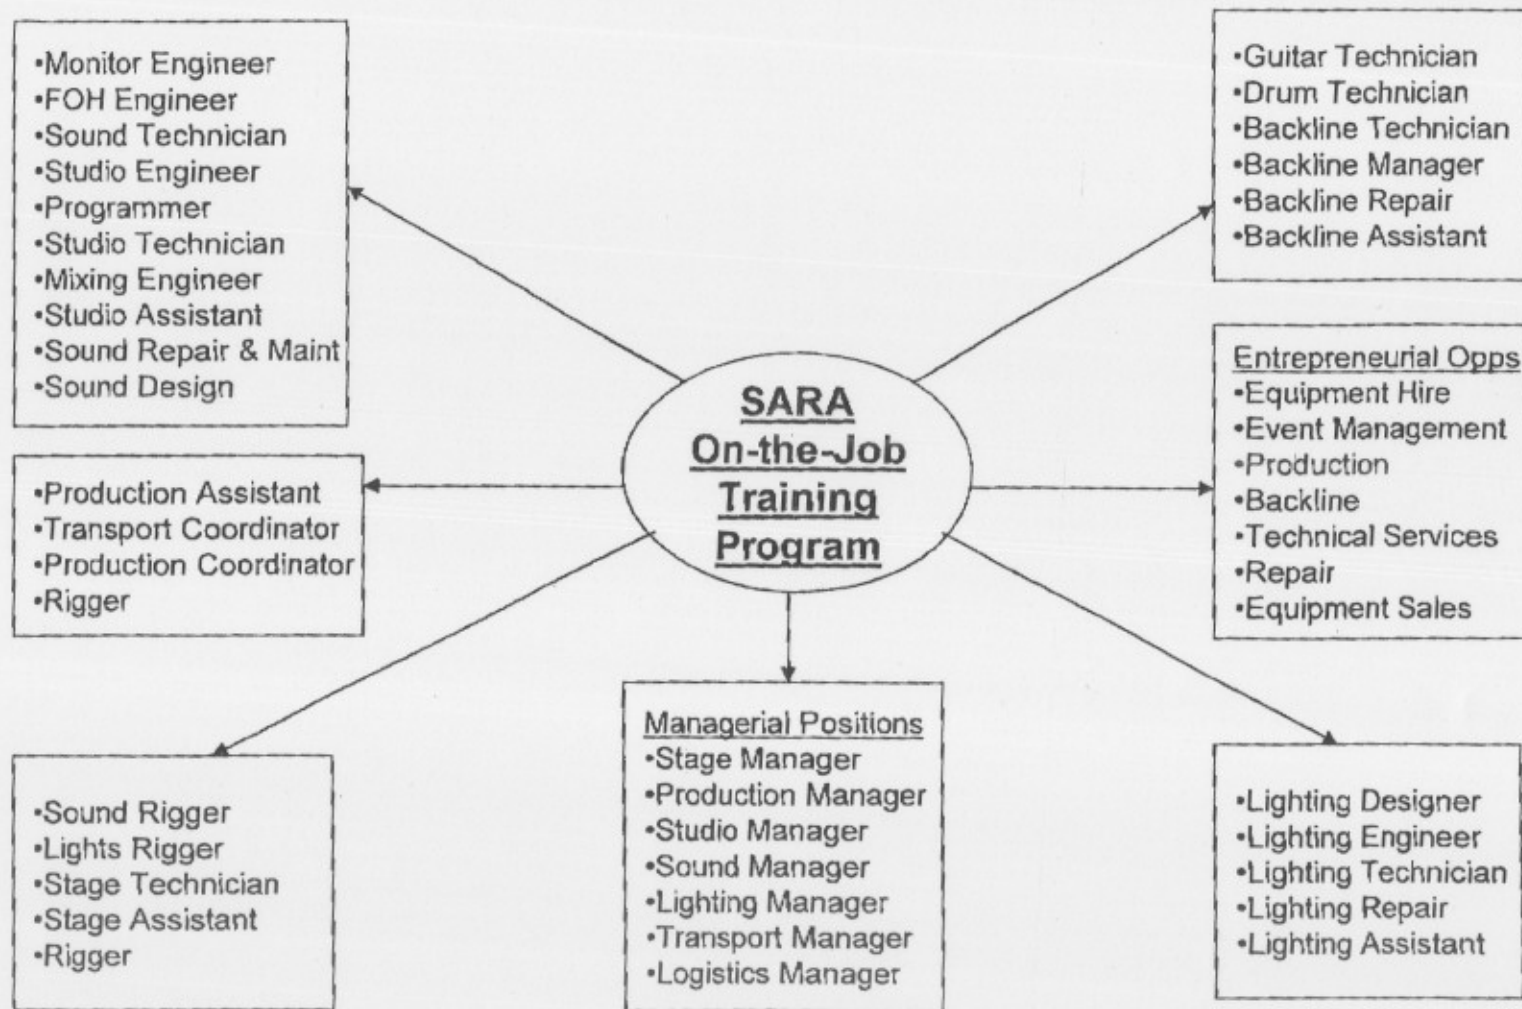 •Monitor Engineer
•FOH Engineer
•Sound Technician
•Studio Engineer
•Programmer
•Studio Technician
•Mixing Engineer
•Studio Assistant
•Sound Repair & Maint
•Sound Design
•Guitar Technician
•Drum Technician
•Backline Technician
•Backline Manager
•Backline Repair
•Backline Assistant
SARA
On-the-Job
Training
Program
Entrepreneurial Opps
•Equipment Hire
•Event Management
•Production
•Backline
•Technical Services
•Repair
•Equipment Sales
•Production Assistant
•Transport Coordinator
•Production Coordinator
•Rigger
•Sound Rigger
•Lights Rigger
•Stage Technician
•Stage Assistant
•Rigger
Managerial Positions
•Stage Manager
•Production Manager
•Studio Manager
•Sound Manager
•Lighting Manager
•Transport Manager
•Logistics Manager
•Lighting Designer
•Lighting Engineer
•Lighting Technician
•Lighting Repair
•Lighting Assistant